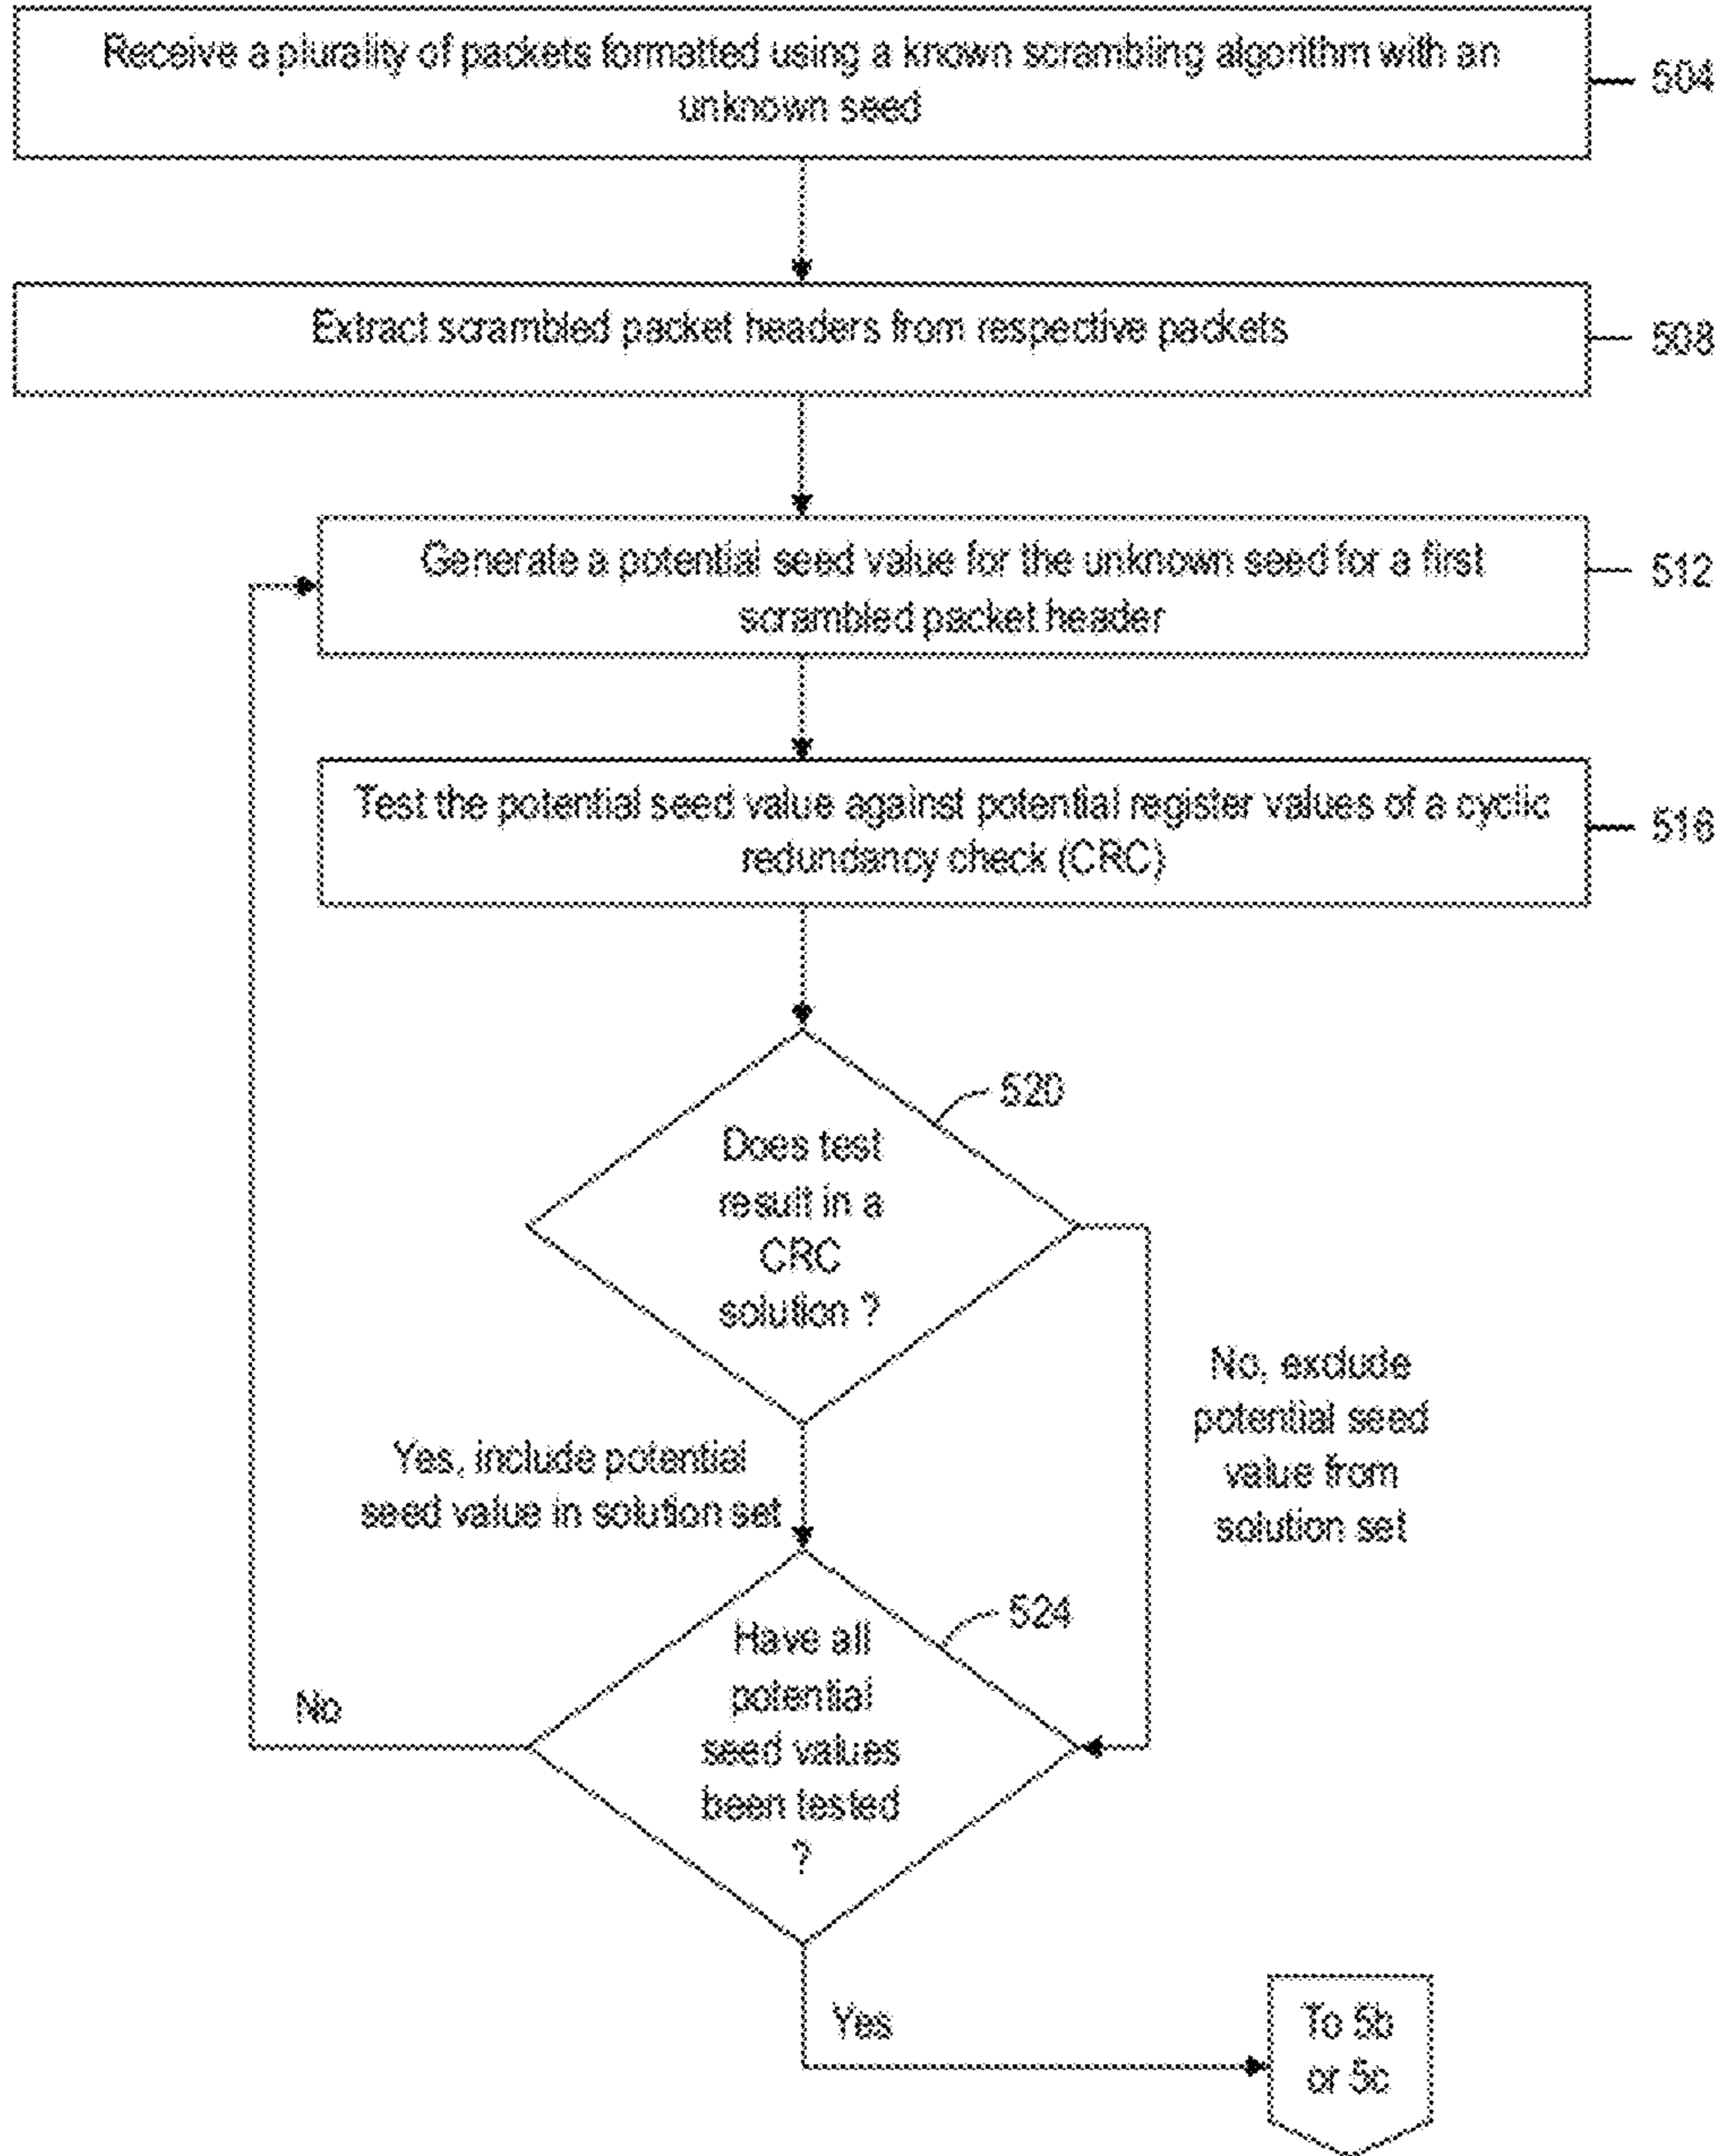 Receive a plurality of packets formatted using a known scrambling algorithm with an
unknown seed
504
Extract scrambled packet headers from respective packets
508
Generate a potential seed value for the unknown seed for a first
scrambled packet header
512
Test the potential seed value against potential register values of a cyclic
redundancy check (CRC)
516
520
Does test
result in a
CRC
solution ?
No, exclude
potential seed
value from
solution set
Yes, include potential
seed value in solution set
524
Have all
potential
seed values
been tested
?
No
Yes
To 5b
or 5c